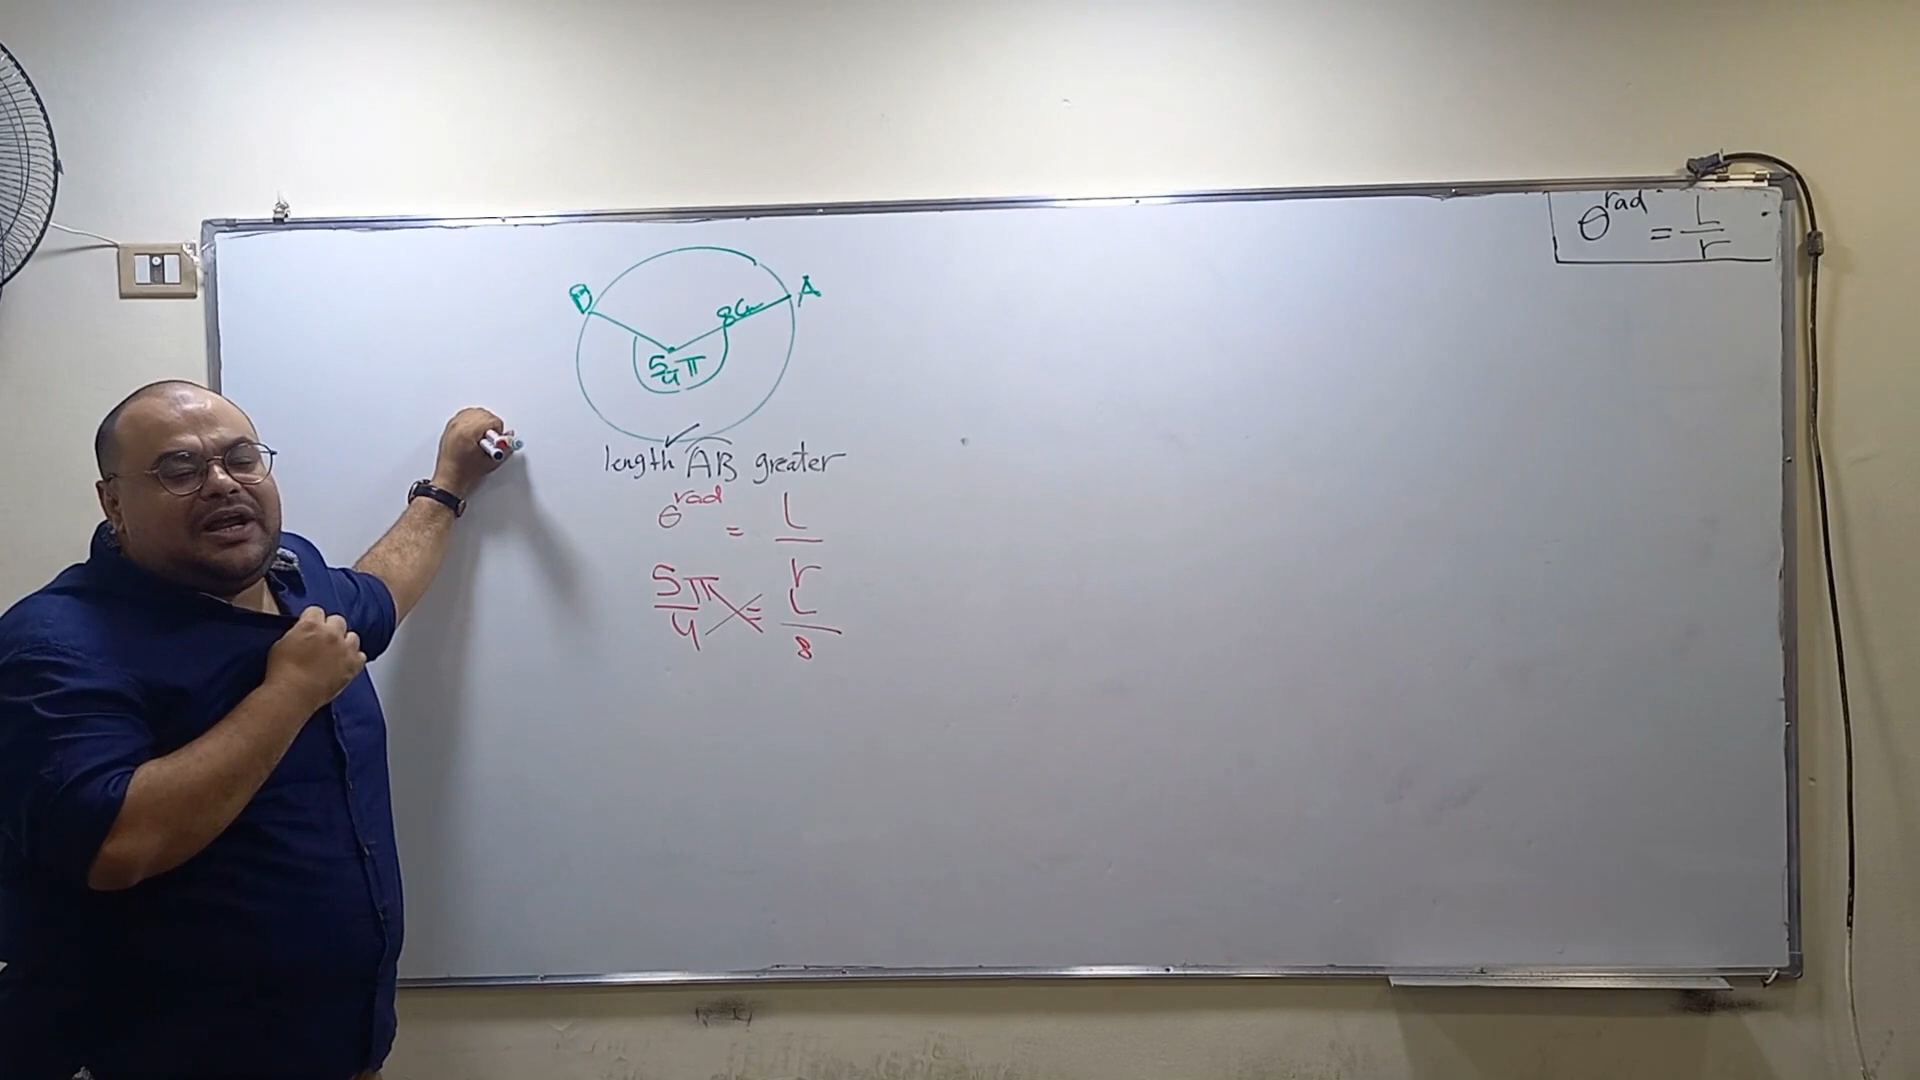 θ^rad = L/r
B
A
8cm
5/4 π
length AB greater
θ^rad = L/r
5π/4 = L/8